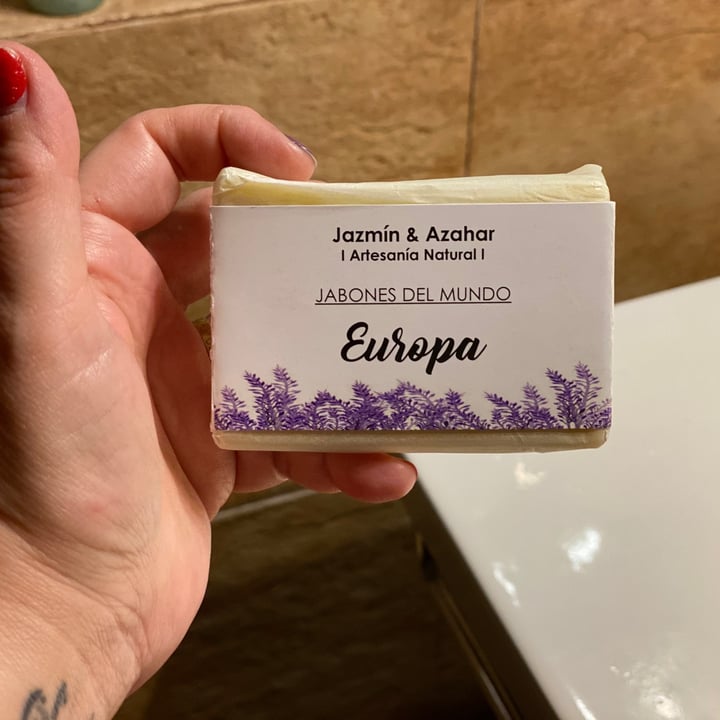 Jazmín & Azahar
| Artesanía Natural |
JABONES DEL MUNDO
Europa